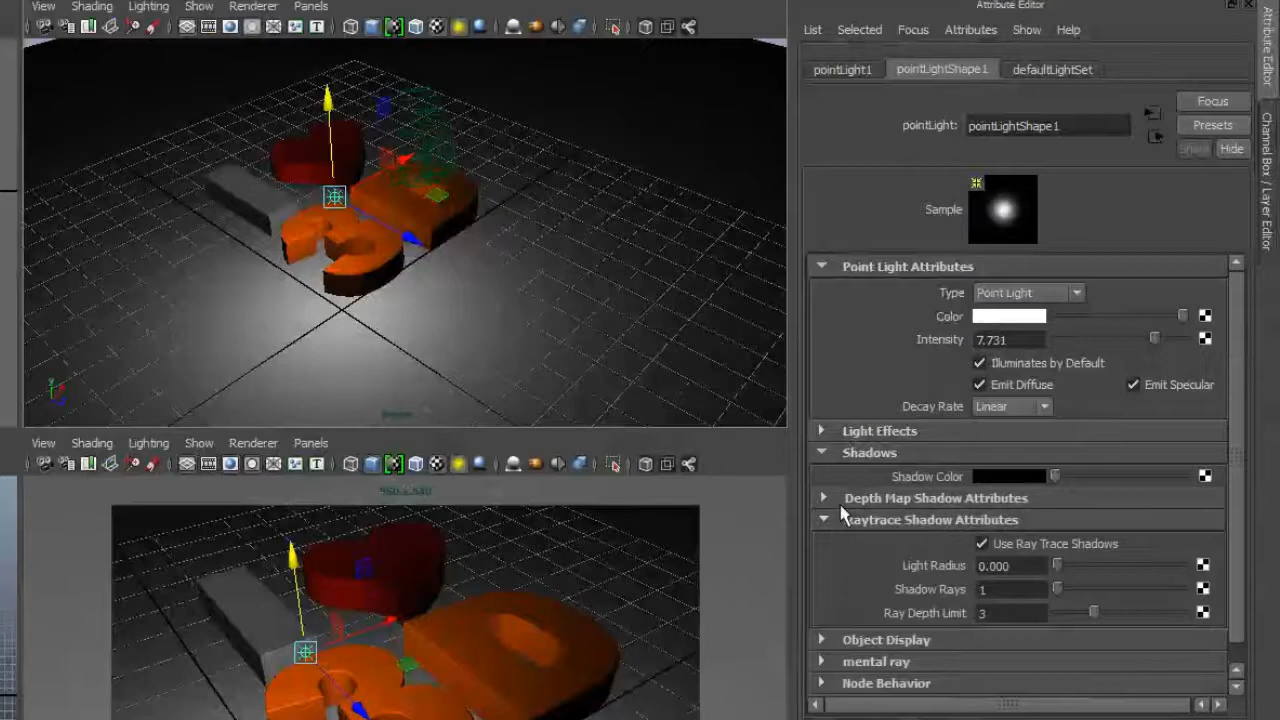 View Shading Lighting Show Renderer Panels
Attribute Editor
List Selected Focus Attributes Show Help
pointLight1 pointLightShape1 defaultLightSet
Focus
pointLight: pointLightShape1
Presets
Show Hide
Sample
Point Light Attributes
Type Point Light
Color
Intensity 7.731
Illuminates by Default
Emit Diffuse Emit Specular
Decay Rate Linear
Light Effects
Shadows
Shadow Color
Depth Map Shadow Attributes
Raytrace Shadow Attributes
Use Ray Trace Shadows
Light Radius 0.000
Shadow Rays 1
Ray Depth Limit 3
Object Display
mental ray
Node Behavior
View Shading Lighting Show Renderer Panels
960 x 540
Attribute Editor
Channel Box / Layer Editor